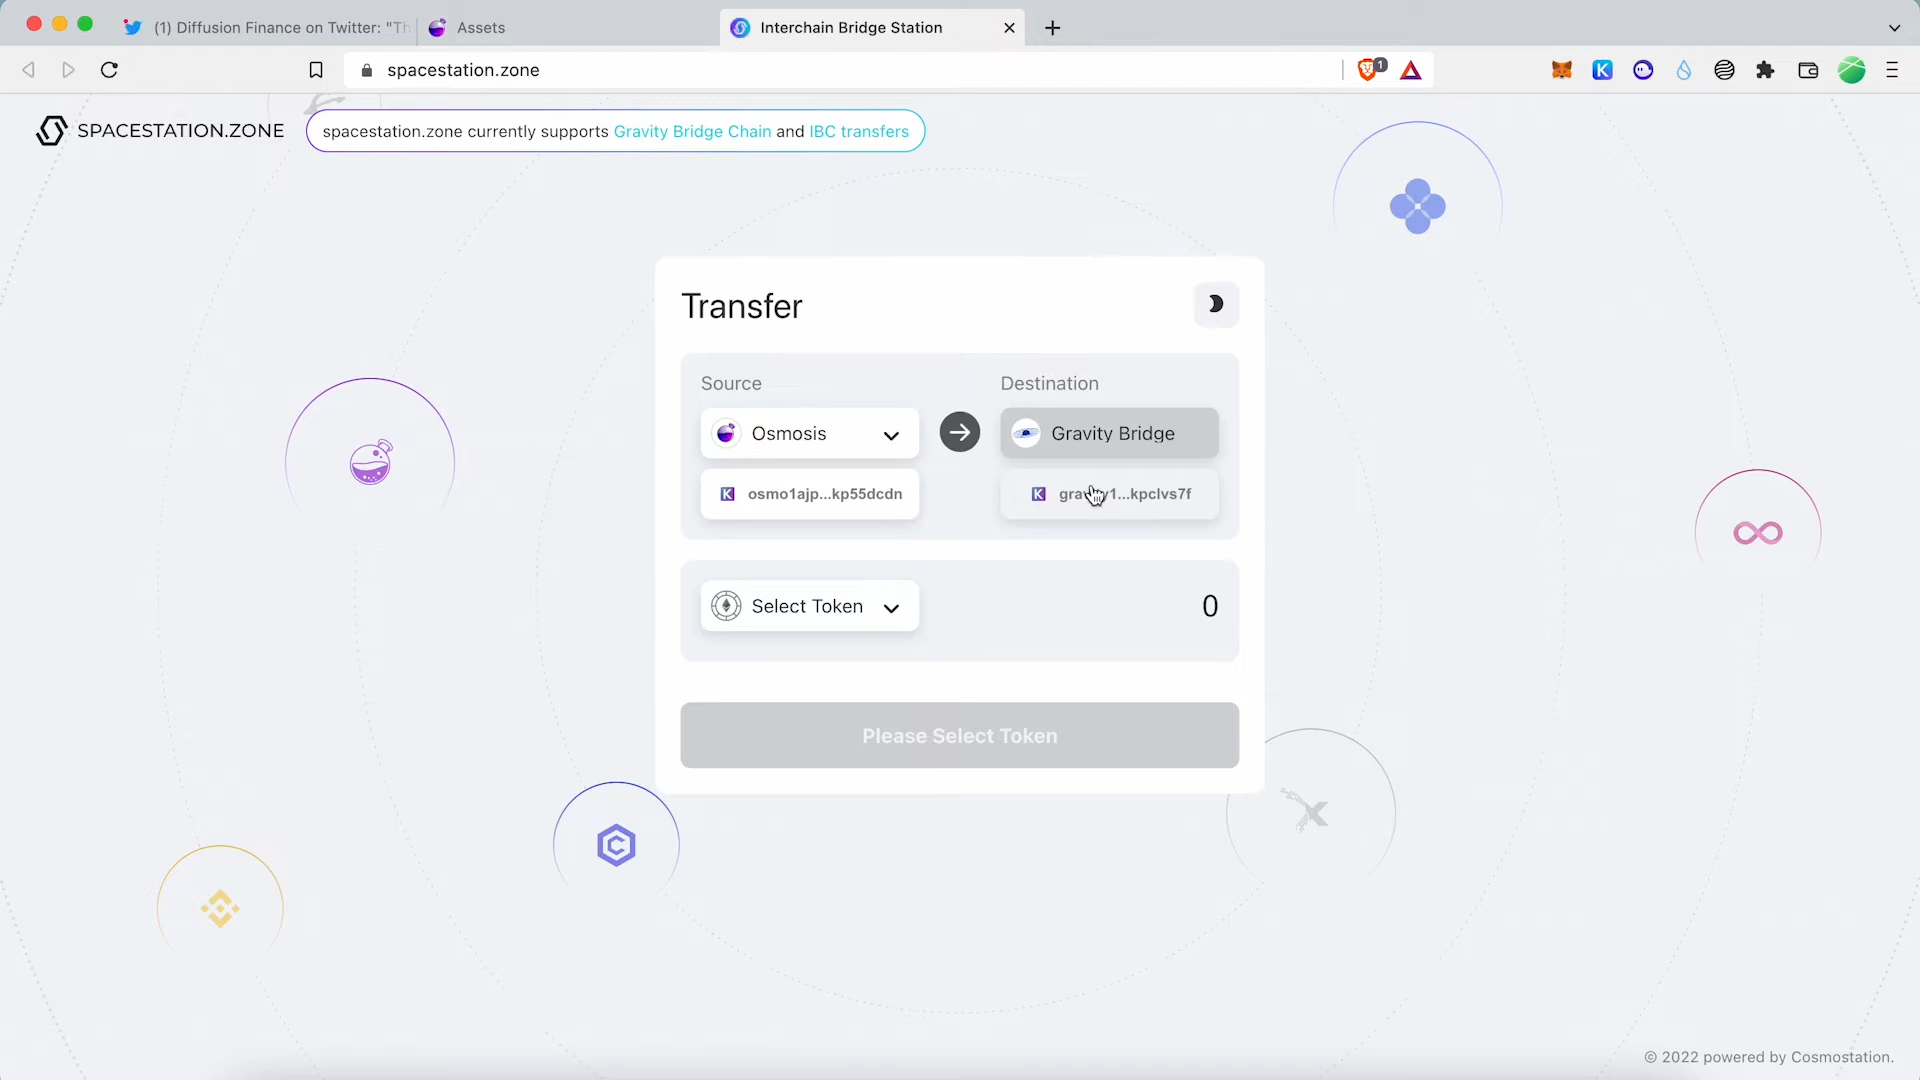 (1) Diffusion Finance on Twitter: "Th
Assets
Interchain Bridge Station
spacestation.zone
1
SPACESTATION.ZONE
spacestation.zone currently supports Gravity Bridge Chain and IBC transfers
Transfer
Source
Destination
Osmosis
Gravity Bridge
osmo1ajp...kp55dcdn
Select Token
0
Please Select Token
© 2022 powered by Cosmostation.